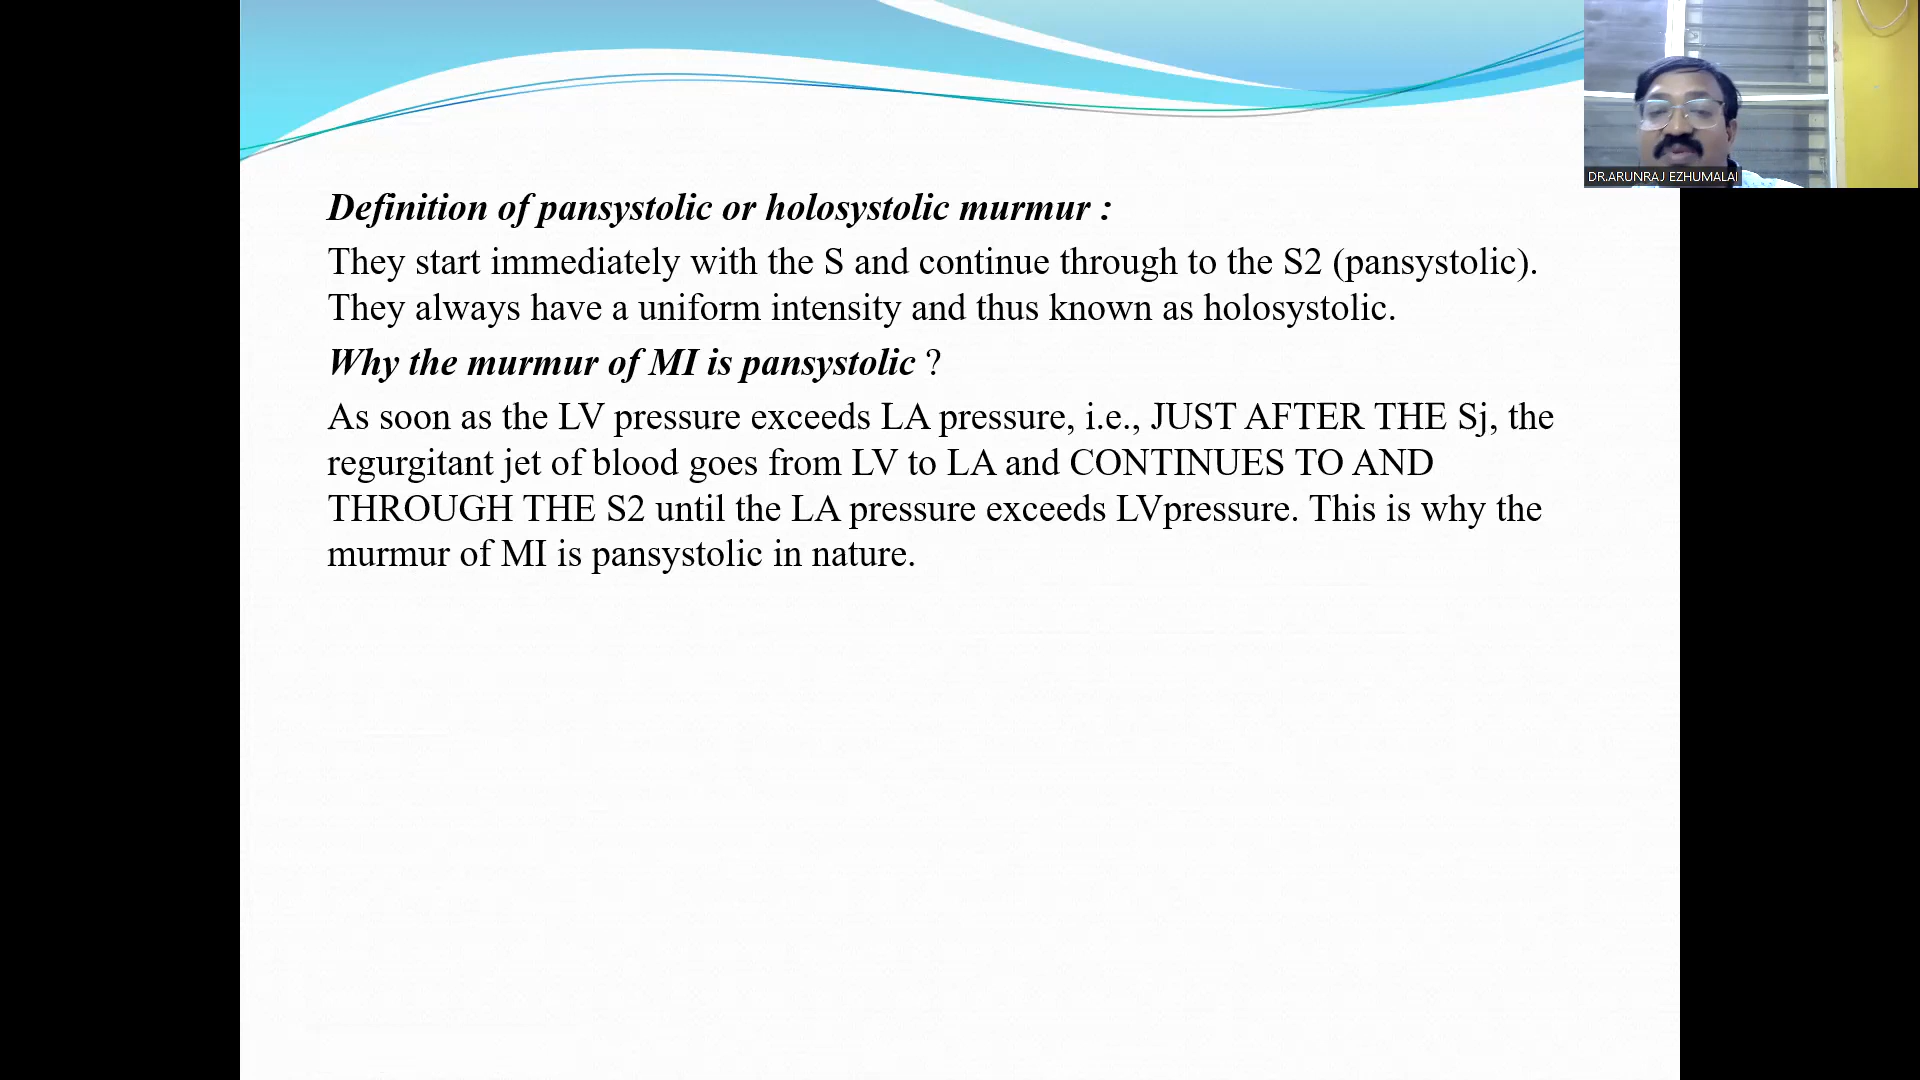 DR.ARUNRAJ EZHUMALAI
Definition of pansystolic or holosystolic murmur :
They start immediately with the S and continue through to the S2 (pansystolic).
They always have a uniform intensity and thus known as holosystolic.
Why the murmur of MI is pansystolic ?
As soon as the LV pressure exceeds LA pressure, i.e., JUST AFTER THE Sj, the
regurgitant jet of blood goes from LV to LA and CONTINUES TO AND
THROUGH THE S2 until the LA pressure exceeds LVpressure. This is why the
murmur of MI is pansystolic in nature.